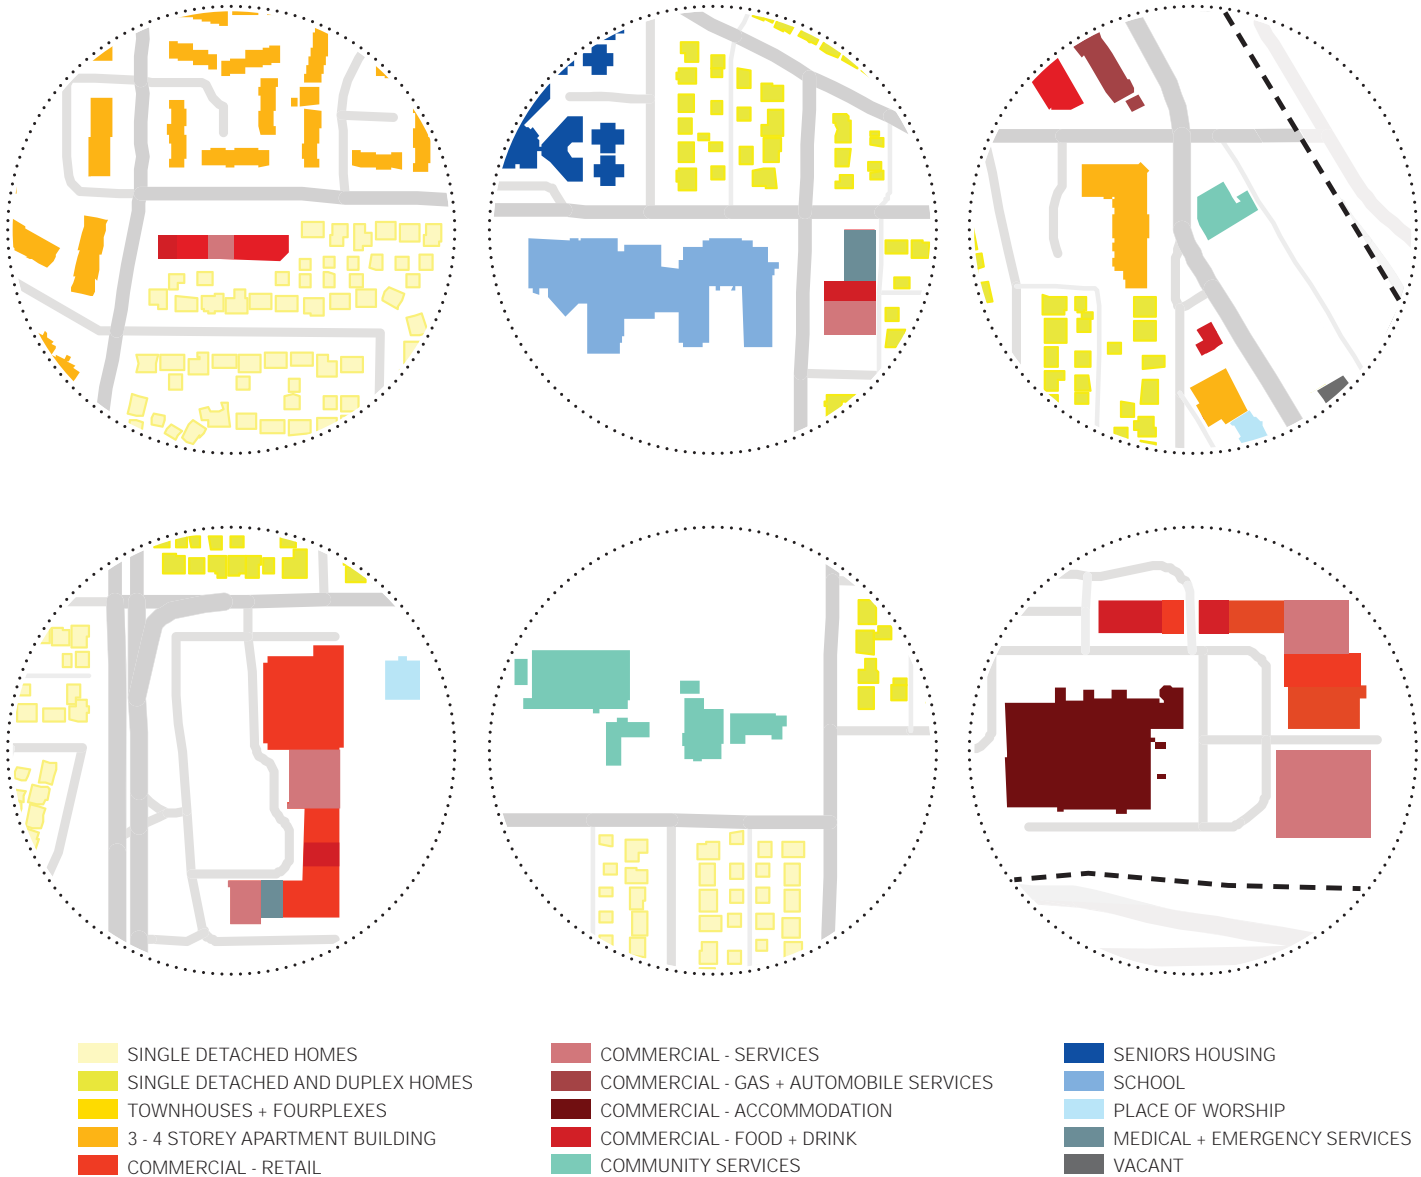 SINGLE DETACHED HOMES
SINGLE DETACHED AND DUPLEX HOMES
TOWNHOUSES + FOURPLEXES
3 - 4 STOREY APARTMENT BUILDING
COMMERCIAL - RETAIL
COMMERCIAL - SERVICES
COMMERCIAL - GAS + AUTOMOBILE SERVICES
COMMERCIAL - ACCOMMODATION
COMMERCIAL - FOOD + DRINK
COMMUNITY SERVICES
SENIORS HOUSING
SCHOOL
PLACE OF WORSHIP
MEDICAL + EMERGENCY SERVICES
VACANT